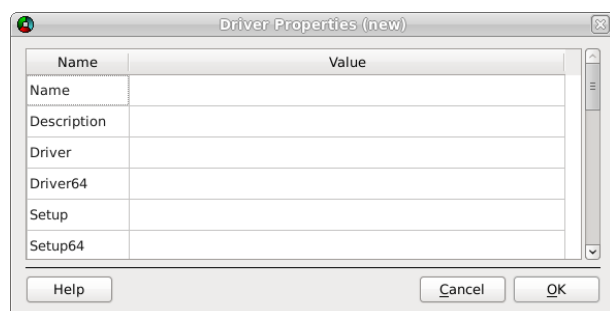 Driver Properties (new)
Name Value
Name
Description
Driver
Driver64
Setup
Setup64
Help Cancel OK